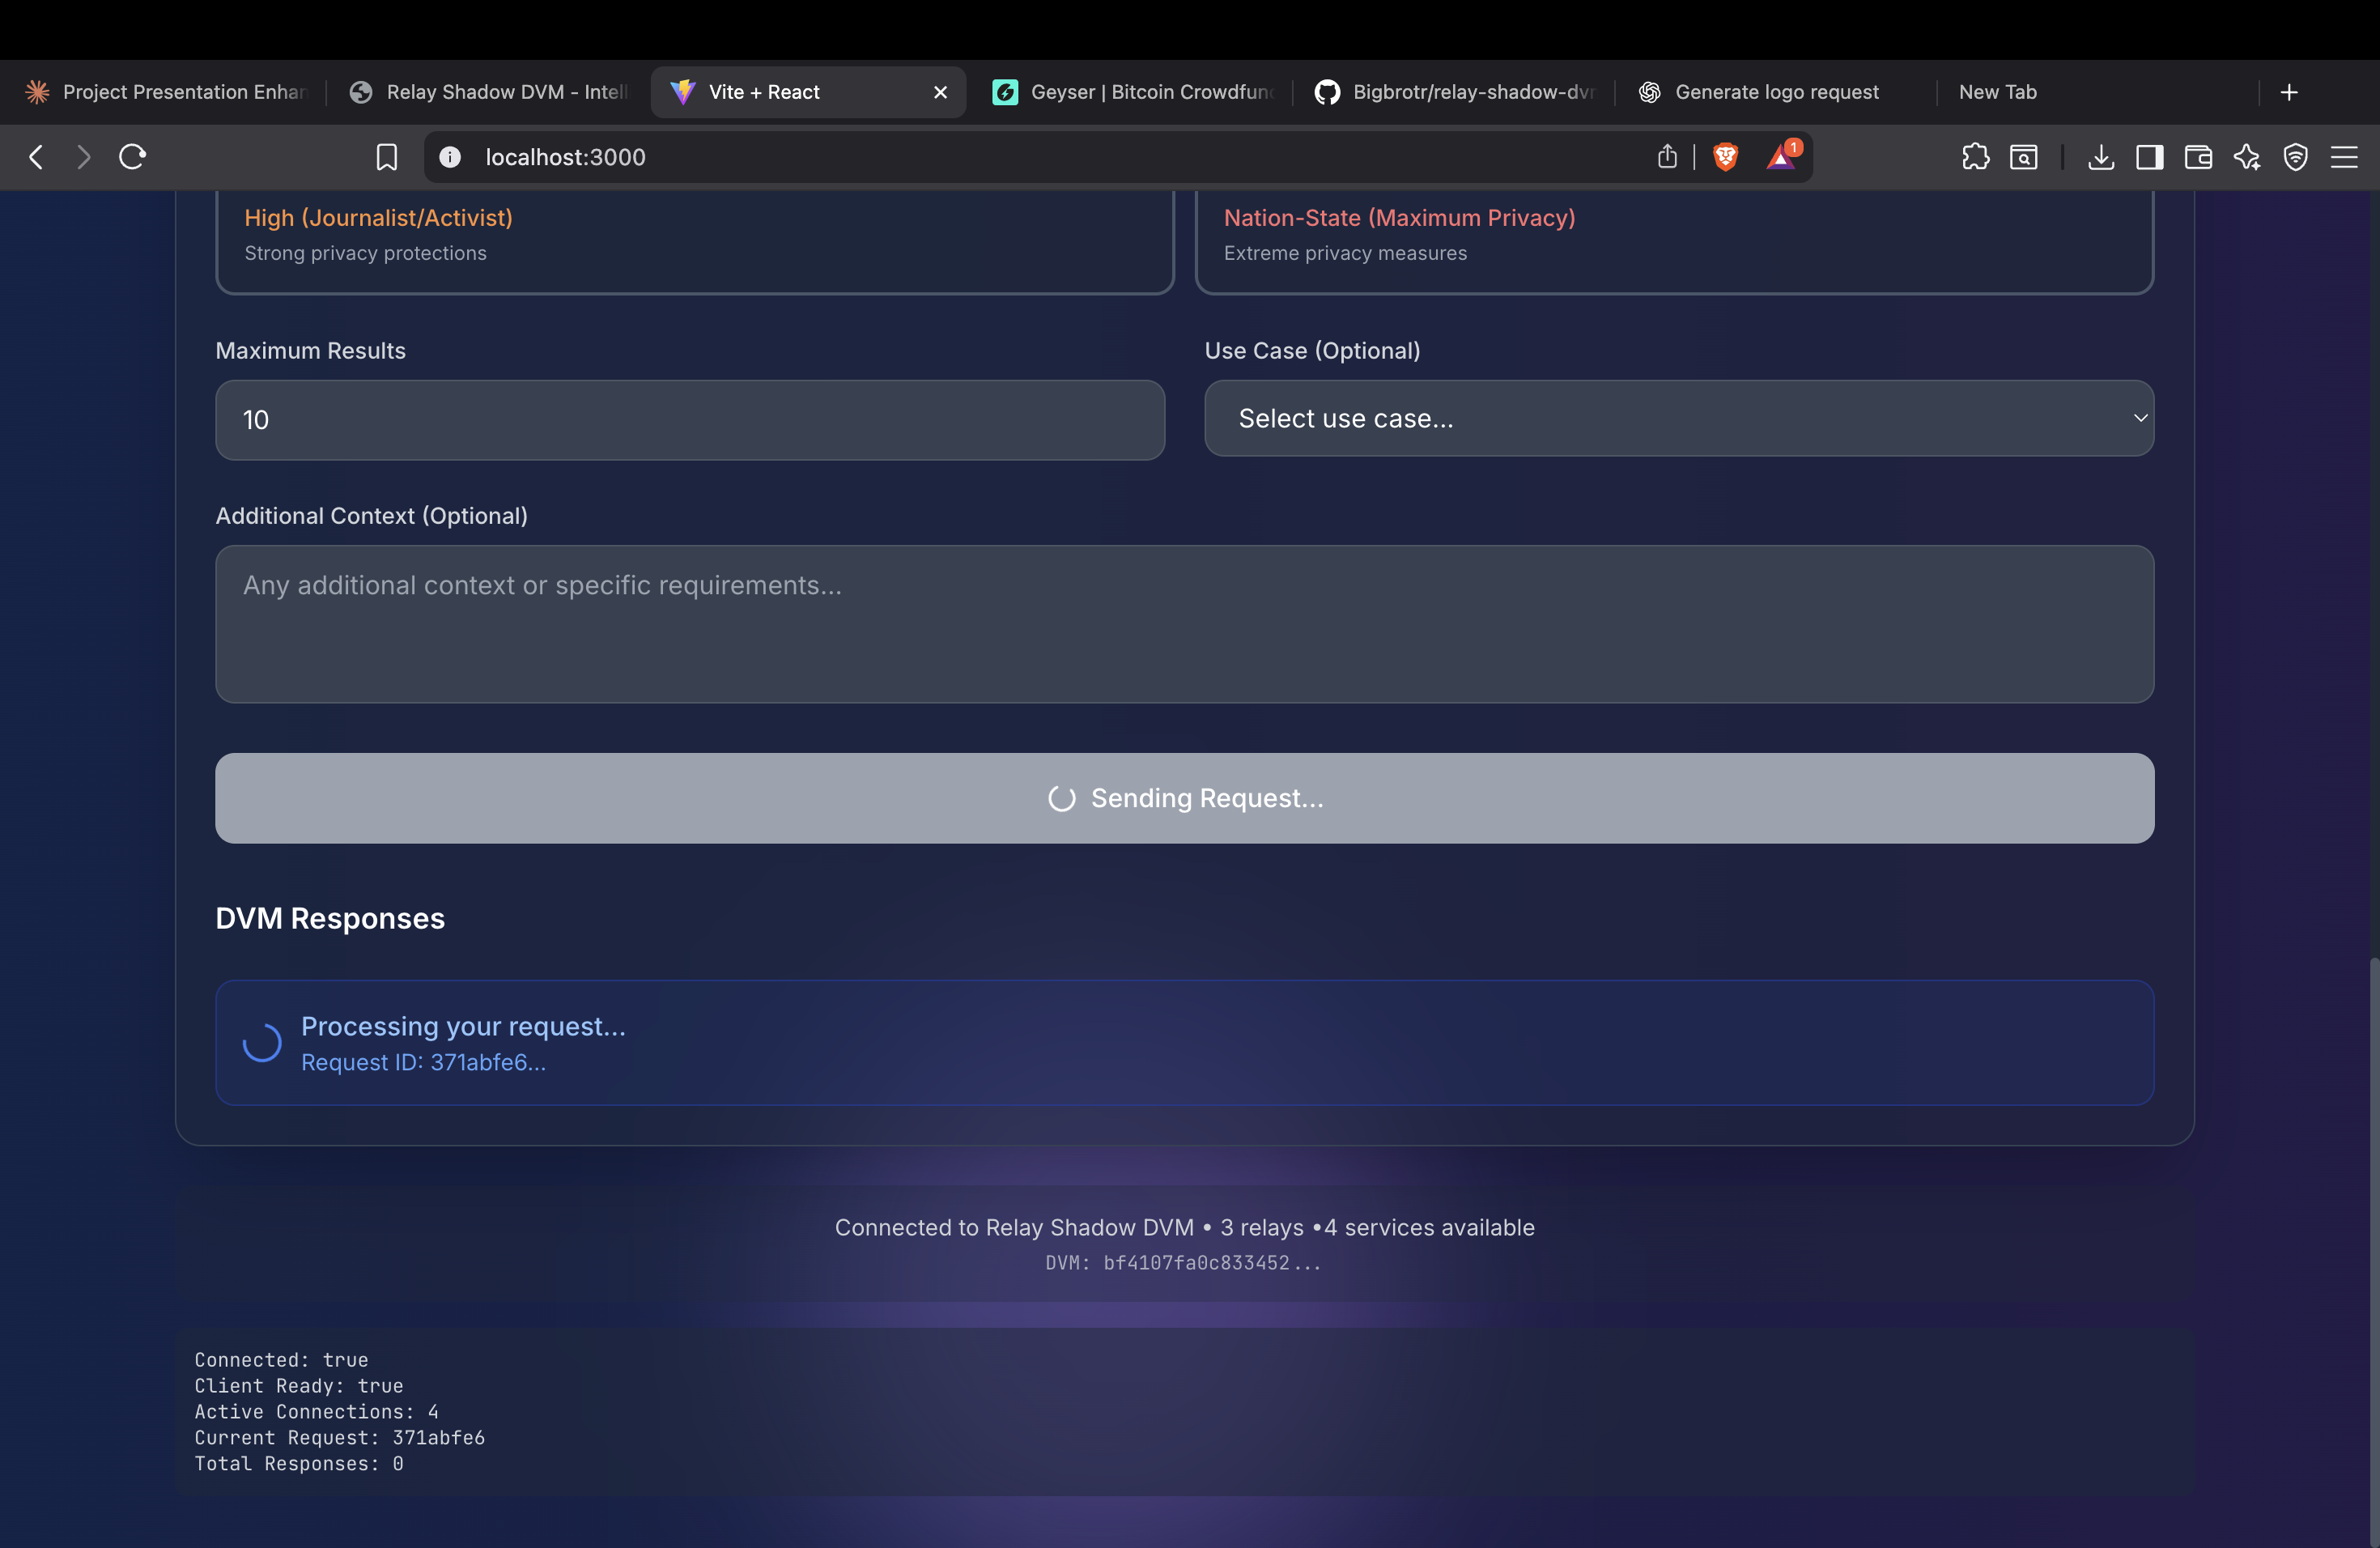 Project Presentation Enhan
Relay Shadow DVM - Intell
Vite + React
Geyser | Bitcoin Crowdfund
Bigbrotr/relay-shadow-dvm
Generate logo request
New Tab
localhost:3000
1
High (Journalist/Activist)
Strong privacy protections
Nation-State (Maximum Privacy)
Extreme privacy measures
Maximum Results
Use Case (Optional)
10
Select use case...
Additional Context (Optional)
Any additional context or specific requirements...
Sending Request...
DVM Responses
Processing your request...
Request ID: 371abfe6...
Connected to Relay Shadow DVM • 3 relays •4 services available
DVM: bf4107fa0c833452...
Connected: true
Client Ready: true
Active Connections: 4
Current Request: 371abfe6
Total Responses: 0